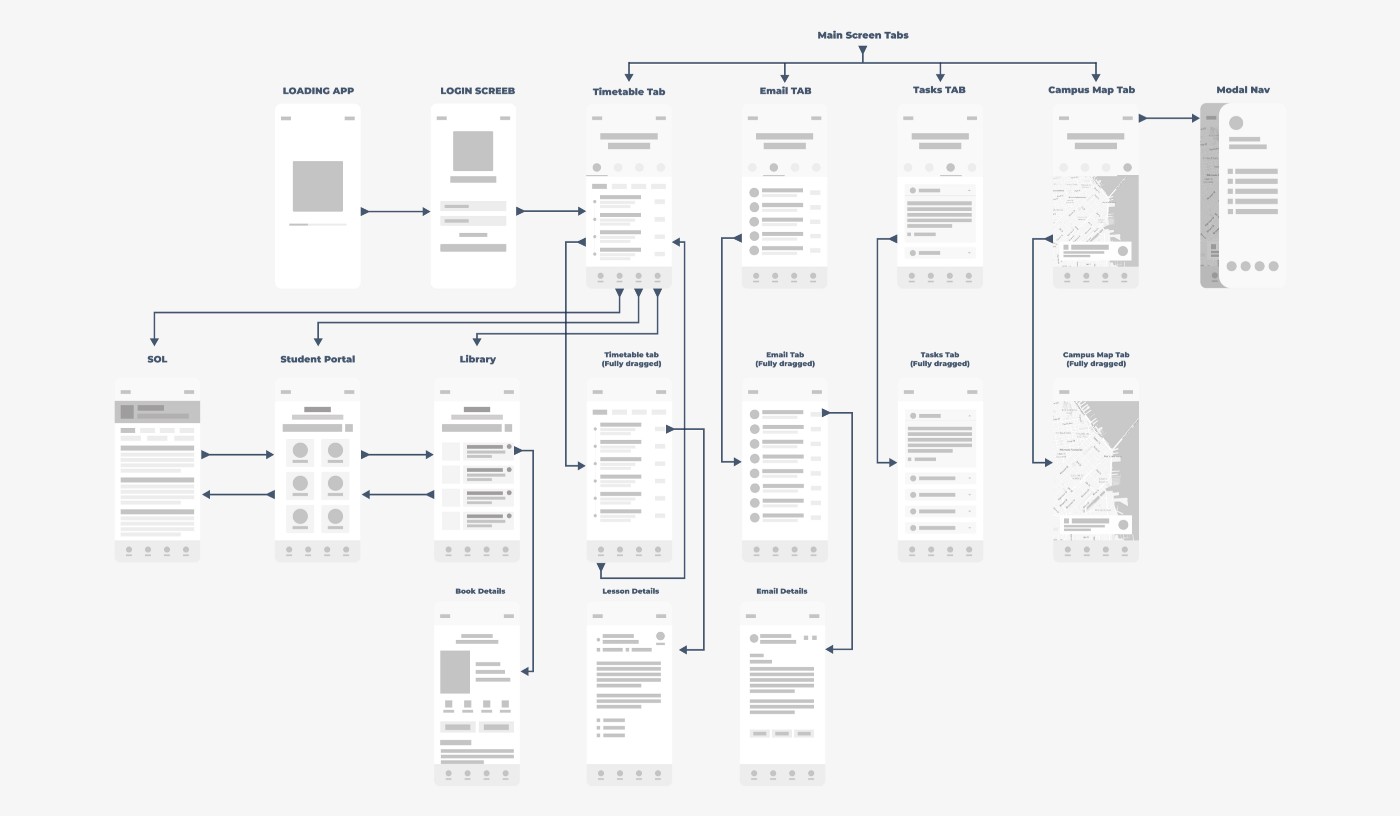 Main Screen Tabs
LOADING APP
LOGIN SCREEB
Timetable Tab
Email TAB
Tasks TAB
Campus Map Tab
Modal Nav
SOL
Student Portal
Library
Timetable tab
(Fully dragged)
Email Tab
(Fully dragged)
Tasks Tab
(Fully dragged)
Campus Map Tab
(Fully dragged)
Book Details
Lesson Details
Email Details